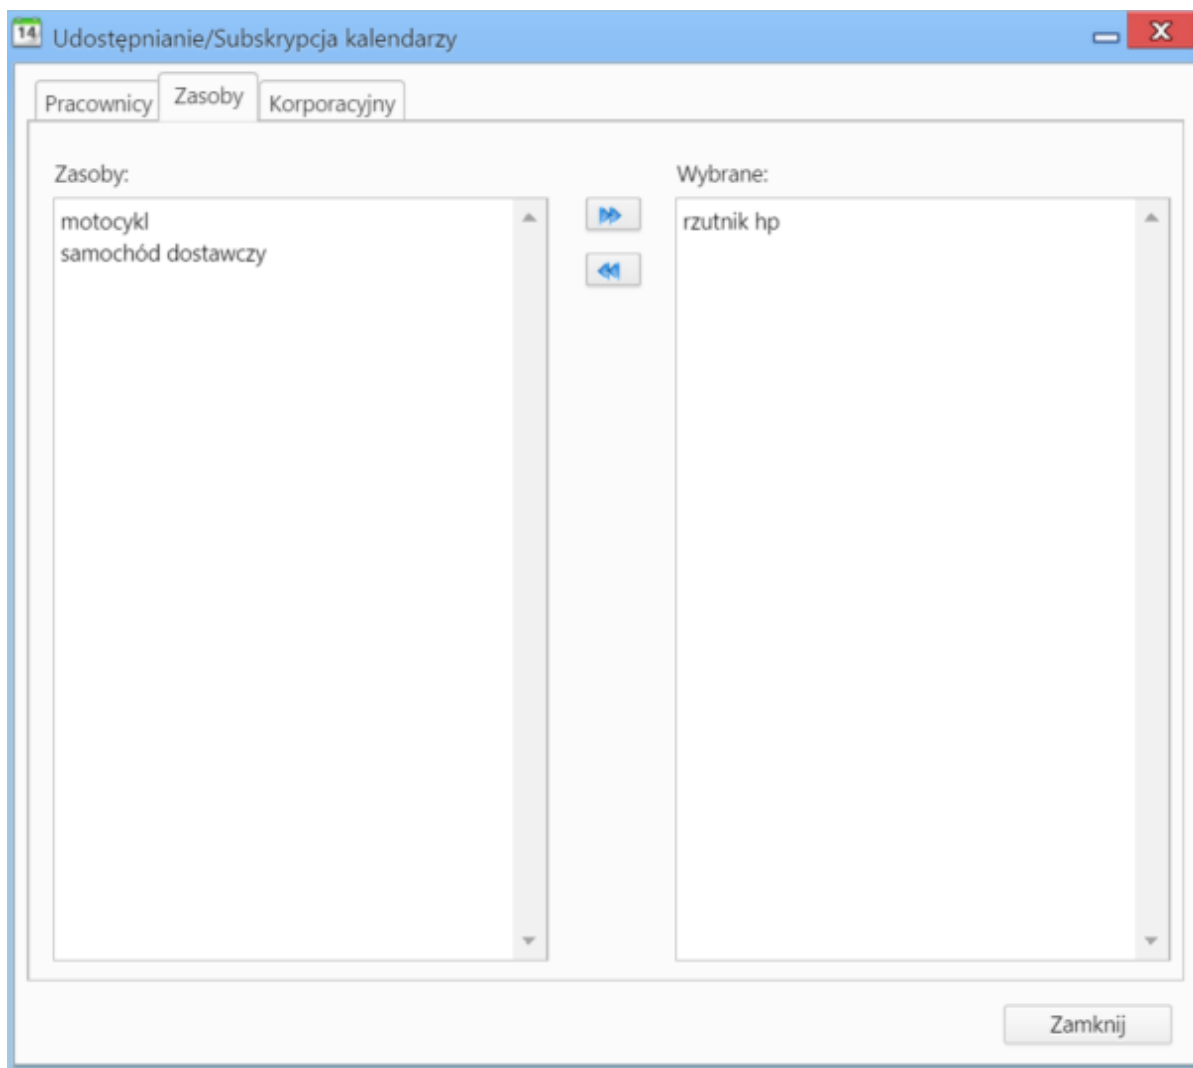 14 Udostępnianie/Subskrypcja kalendarzy
Pracownicy Zasoby Korporacyjny
Zasoby: Wybrane:
motocykl rzutnik hp
samochód dostawczy
Zamknij